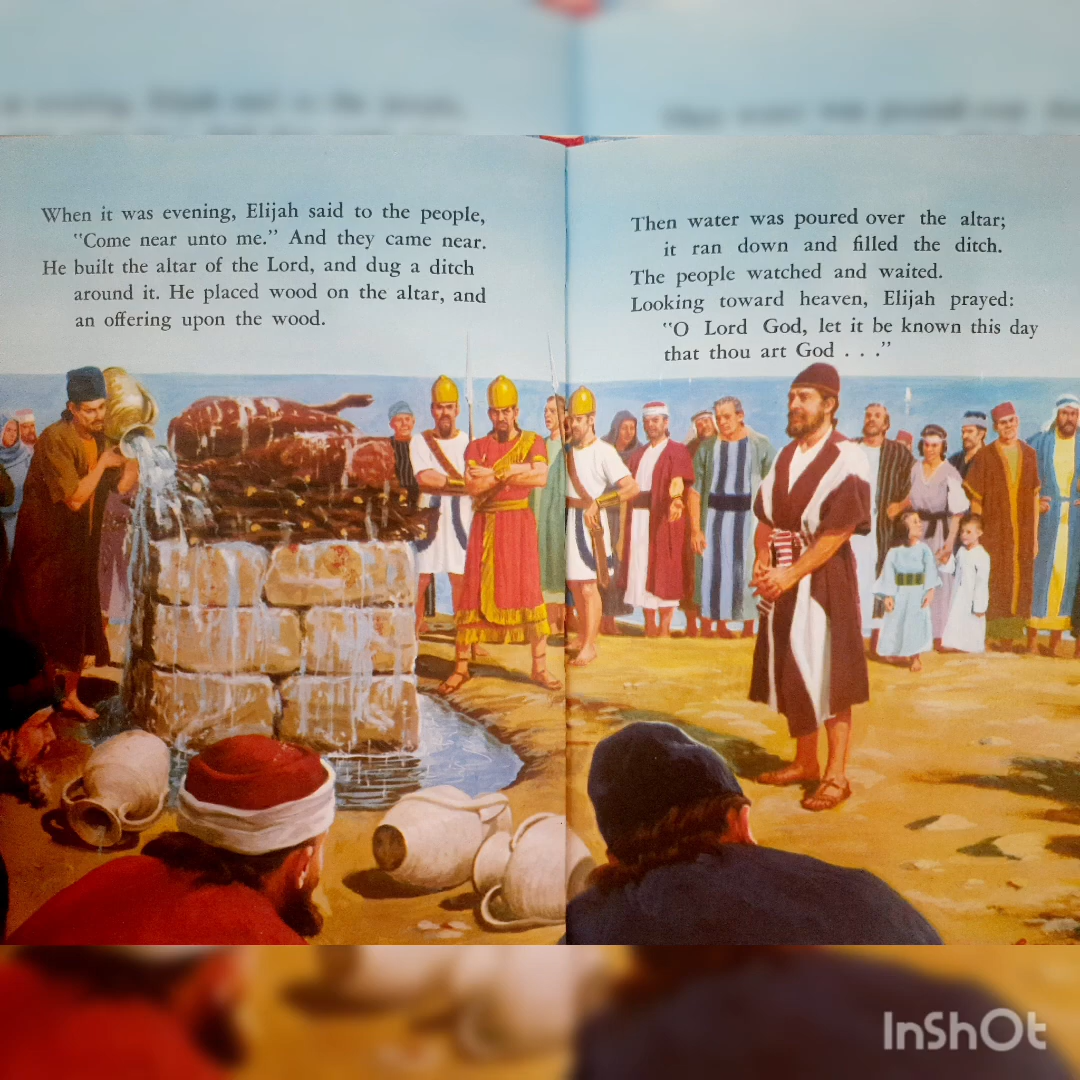 When it was evening, Elijah said to the people,
"Come near unto me." And they came near.
He built the altar of the Lord, and dug a ditch
around it. He placed wood on the altar, and
an offering upon the wood.
Then water was poured over the altar;
it ran down and filled the ditch.
The people watched and waited.
Looking toward heaven, Elijah prayed:
"O Lord God, let it be known this day
that thou art God . . ."
InShOt